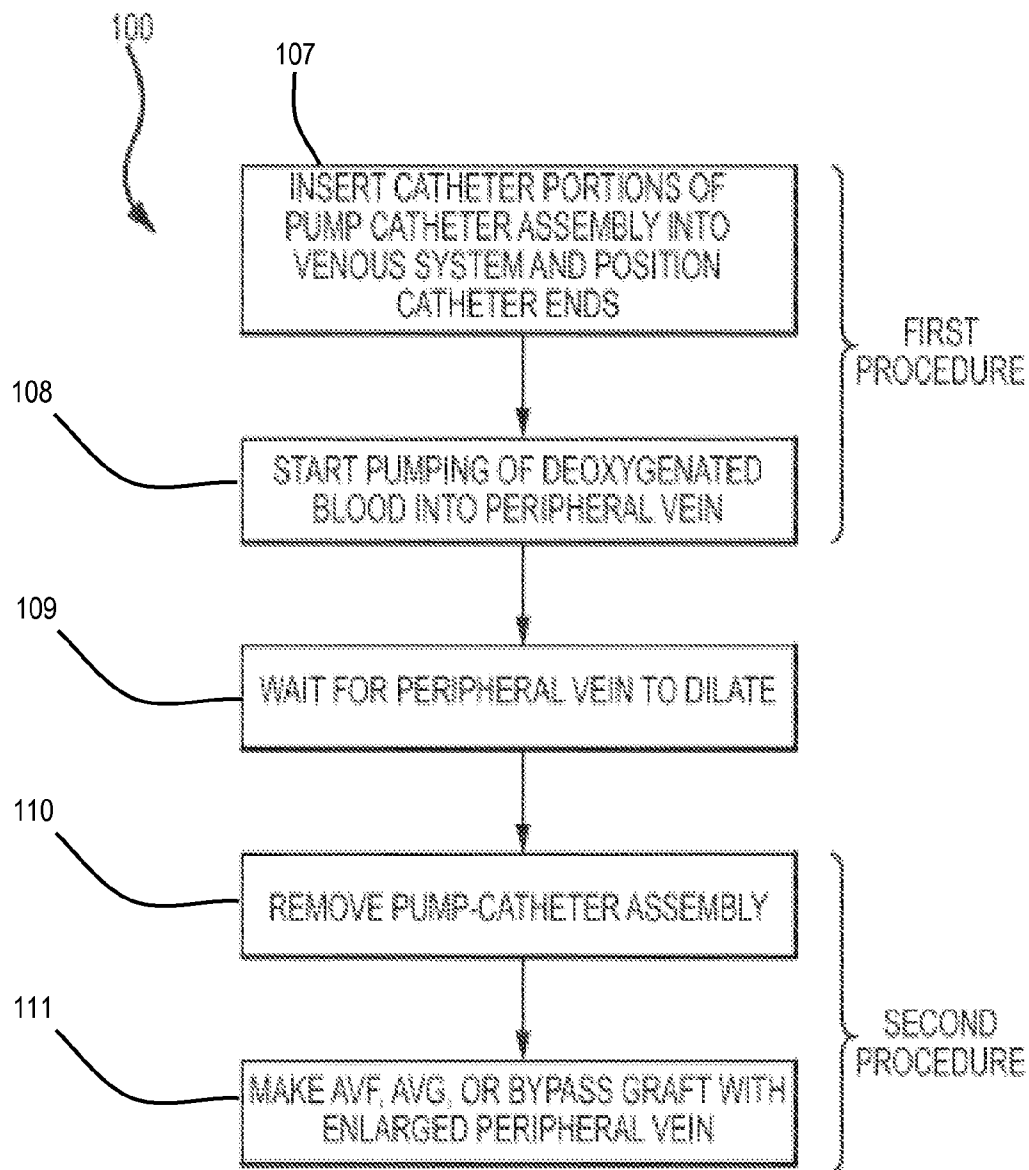 100
107
INSERT CATHETER PORTIONS OF
PUMP CATHETER ASSEMBLY INTO
VENOUS SYSTEM AND POSITION
CATHETER ENDS
FIRST
PROCEDURE
108
START PUMPING OF DEOXYGENATED
BLOOD INTO PERIPHERAL VEIN
109
WAIT FOR PERIPHERAL VEIN TO DILATE
110
REMOVE PUMP-CATHETER ASSEMBLY
SECOND
PROCEDURE
111
MAKE AVF, AVG, OR BYPASS GRAFT WITH
ENLARGED PERIPHERAL VEIN